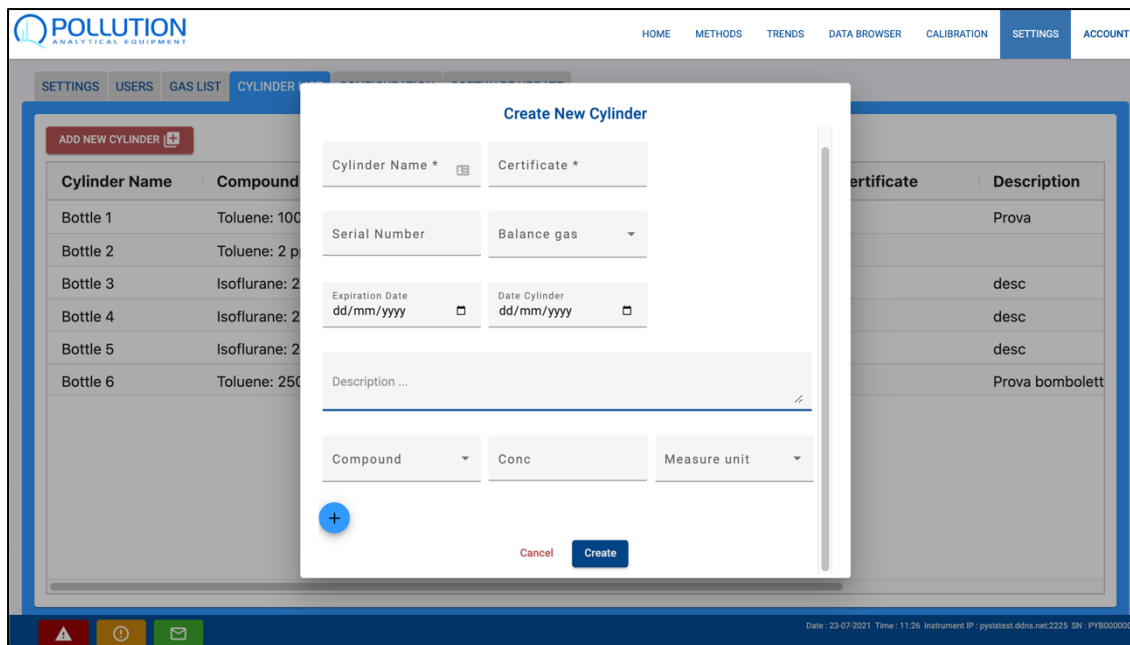 POLLUTION
ANALYTICAL EQUIPMENT
HOME METHODS TRENDS DATA BROWSER CALIBRATION SETTINGS ACCOUNT
SETTINGS USERS GAS LIST CYLINDER
Create New Cylinder
ADD NEW CYLINDER
Cylinder Name * Certificate *
Cylinder Name Compound ertificate Description
Bottle 1 Toluene: 100 Prova
Serial Number Balance gas
Bottle 2 Toluene: 2 p
Bottle 3 Isoflurane: 2 desc
Expiration Date Date Cylinder
dd/mm/yyyy dd/mm/yyyy
Bottle 4 Isoflurane: 2 desc
Bottle 5 Isoflurane: 2 desc
Bottle 6 Toluene: 250 Prova bombolett
Description ...
Compound Conc Measure unit
+
Cancel Create
Date : 23-07-2021 Time : 11:26 Instrument IP : pyxistest.ddns.net:2225 SN : PYB000000